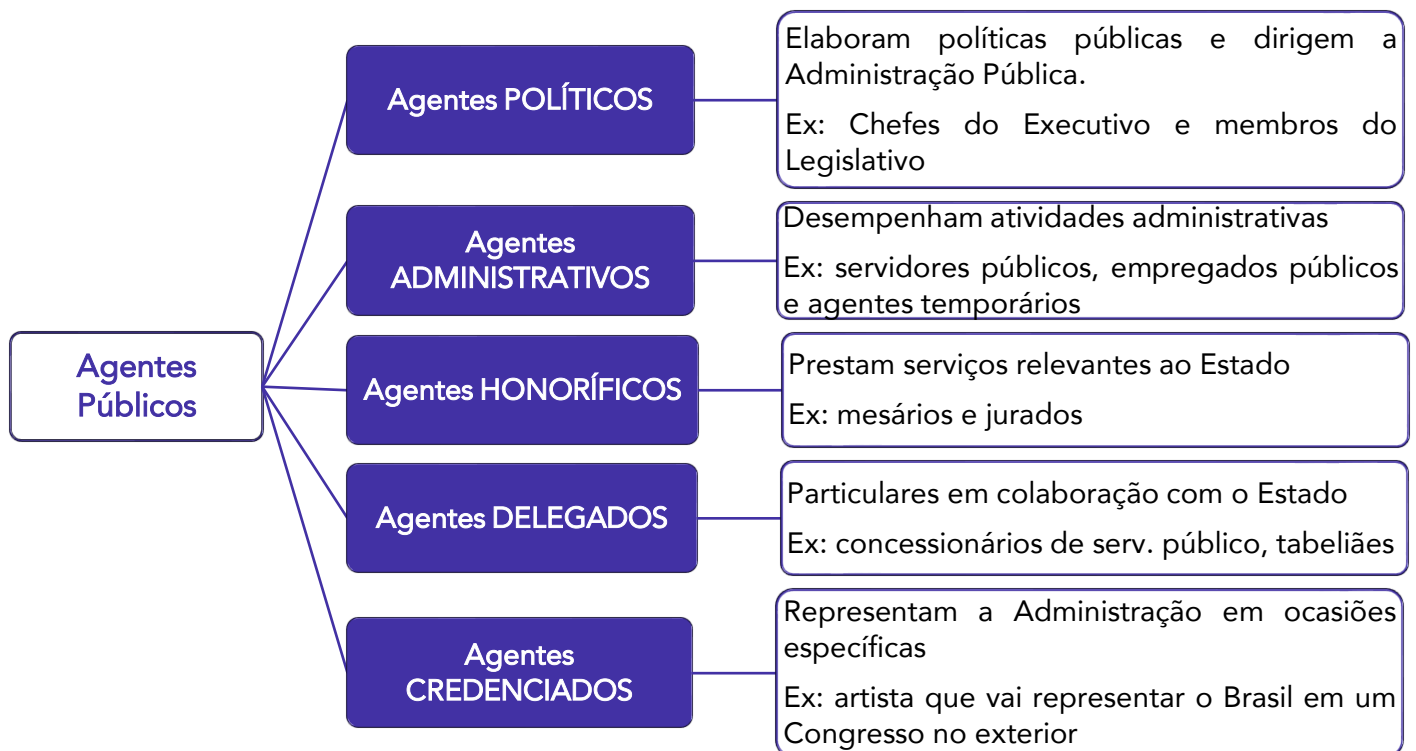 Agentes
Públicos
Agentes POLÍTICOS
Elaboram políticas públicas e dirigem a
Administração Pública.
Ex: Chefes do Executivo e membros do
Legislativo
Agentes
ADMINISTRATIVOS
Desempenham atividades administrativas
Ex: servidores públicos, empregados públicos
e agentes temporários
Agentes HONORÍFICOS
Prestam serviços relevantes ao Estado
Ex: mesários e jurados
Agentes DELEGADOS
Particulares em colaboração com o Estado
Ex: concessionários de serv. público, tabeliães
Agentes
CREDENCIADOS
Representam a Administração em ocasiões
específicas
Ex: artista que vai representar o Brasil em um
Congresso no exterior